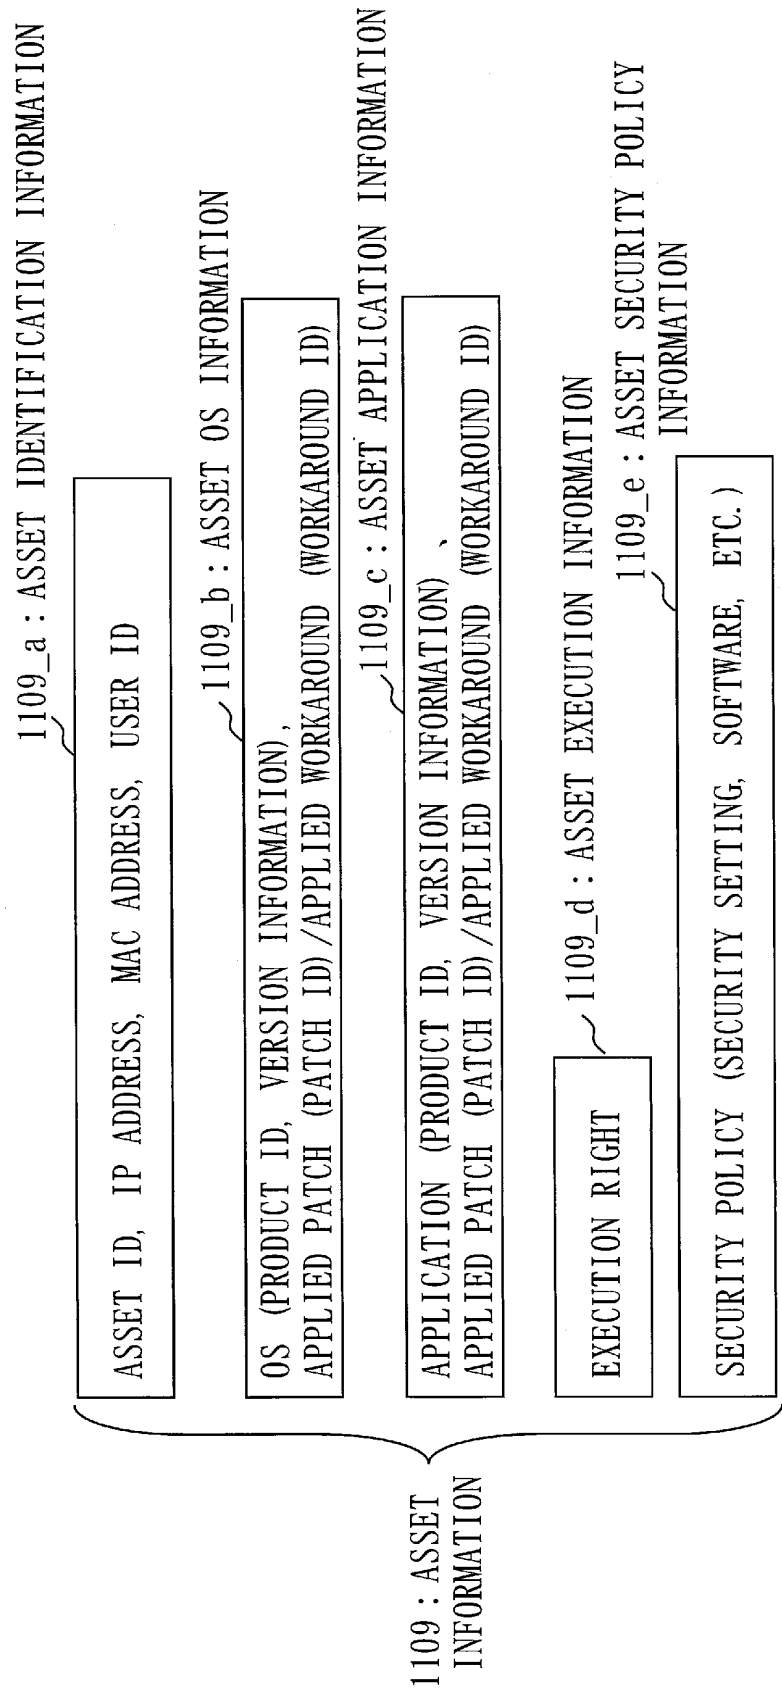 1109_a : ASSET IDENTIFICATION INFORMATION
ASSET ID, IP ADDRESS, MAC ADDRESS, USER ID
1109_b : ASSET OS INFORMATION
OS (PRODUCT ID, VERSION INFORMATION),
APPLIED PATCH (PATCH ID)/APPLIED WORKAROUND (WORKAROUND ID)
1109_c : ASSET APPLICATION INFORMATION
APPLICATION (PRODUCT ID, VERSION INFORMATION)、
APPLIED PATCH (PATCH ID)/APPLIED WORKAROUND (WORKAROUND ID)
1109_d : ASSET EXECUTION INFORMATION
EXECUTION RIGHT
1109_e : ASSET SECURITY POLICY
INFORMATION
SECURITY POLICY (SECURITY SETTING, SOFTWARE, ETC.)
1109 : ASSET
INFORMATION